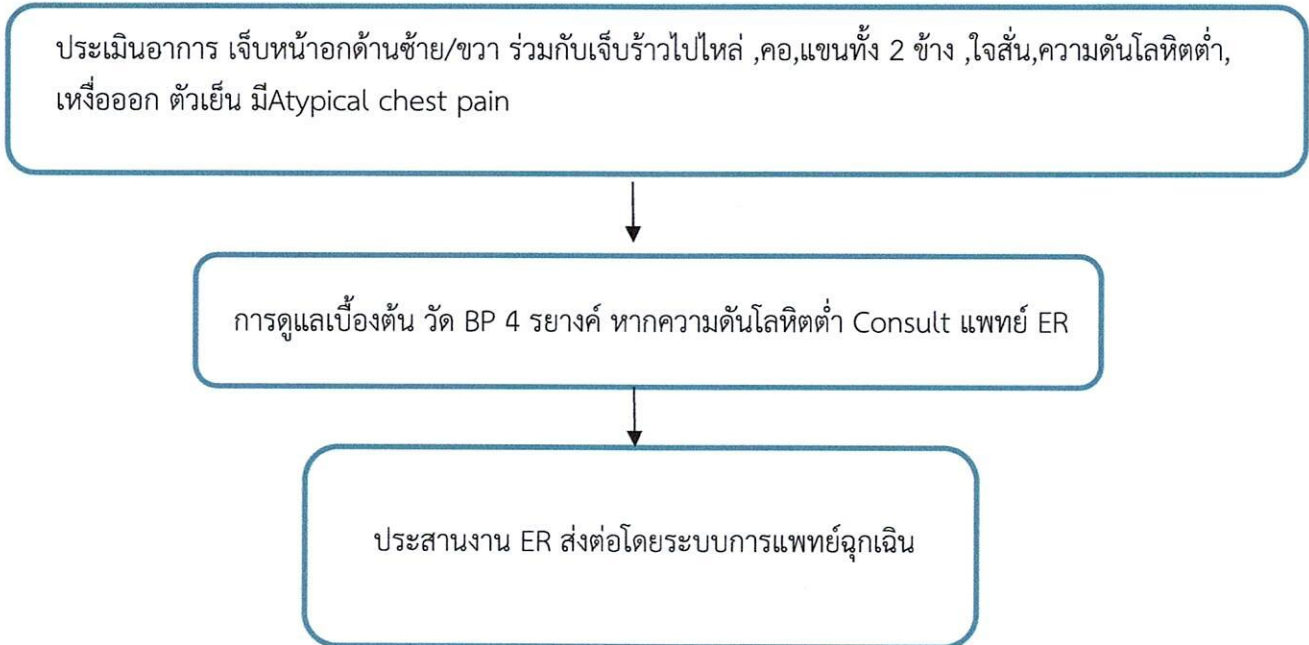 ประเมินอาการ เจ็บหน้าอกด้านซ้าย/ขวา ร่วมกับเจ็บร้าวไปไหล่ ,คอ,แขนทั้ง 2 ข้าง ,ใจสั่น,ความดันโลหิตต่ำ,
เหงื่อออก ตัวเย็น มีAtypical chest pain
การดูแลเบื้องต้น วัด BP 4 รยางค์ หากความดันโลหิตต่ำ Consult แพทย์ ER
ประสานงาน ER ส่งต่อโดยระบบการแพทย์ฉุกเฉิน